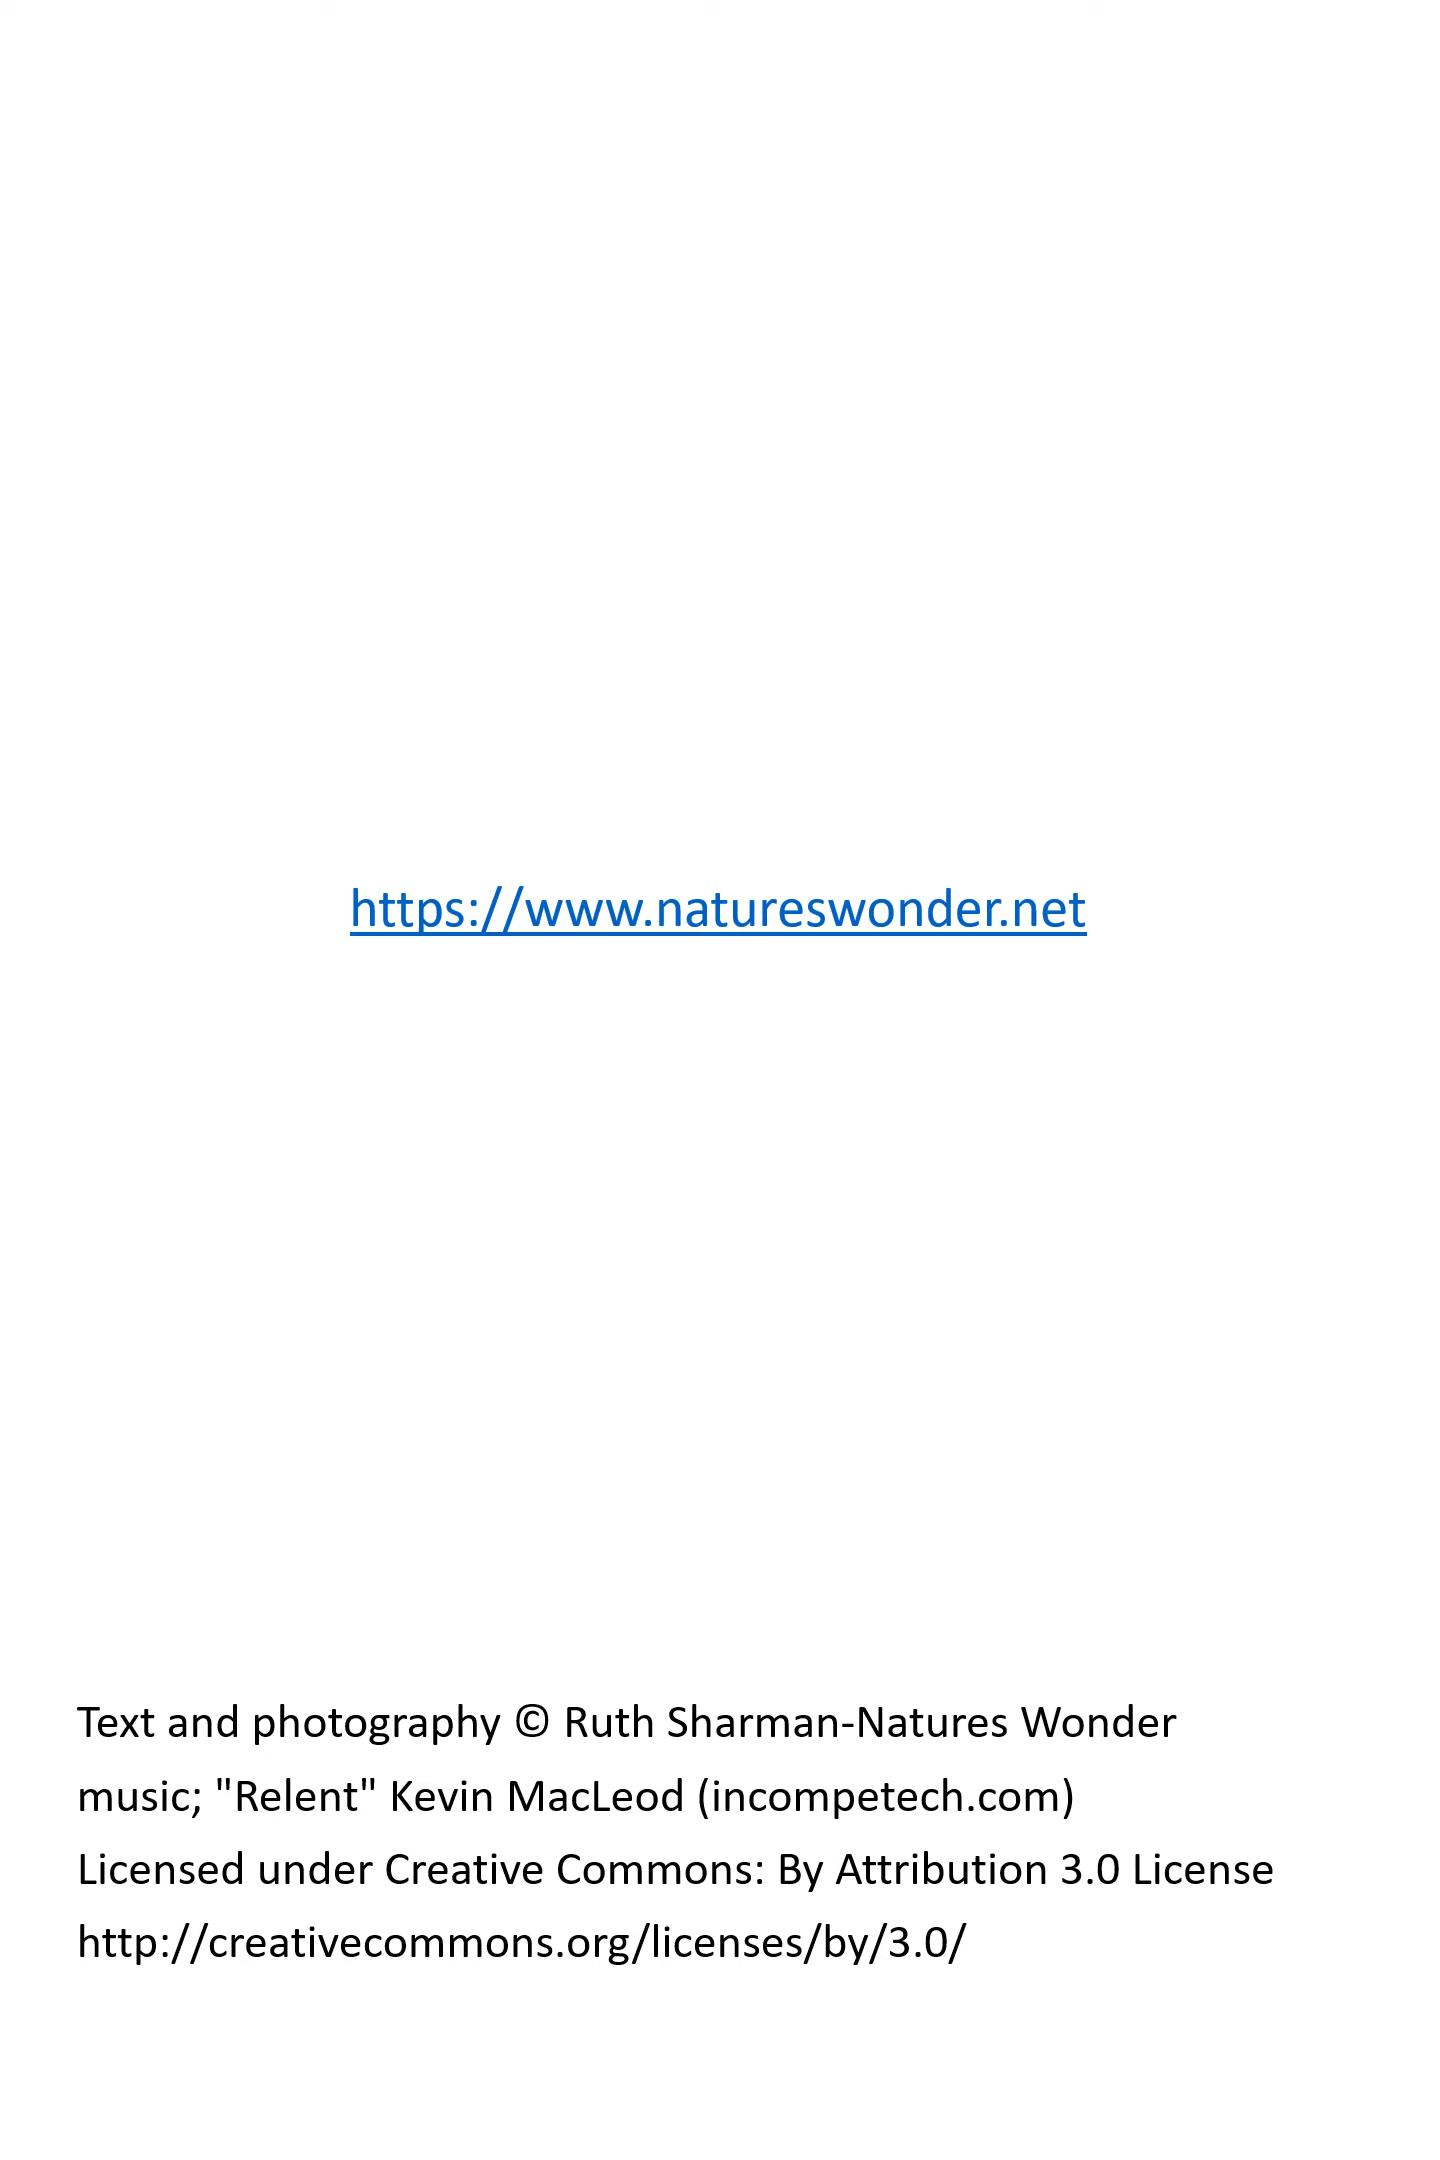 https://www.natureswonder.net
Text and photography © Ruth Sharman-Natures Wonder
music; "Relent" Kevin MacLeod (incompetech.com)
Licensed under Creative Commons: By Attribution 3.0 License
http://creativecommons.org/licenses/by/3.0/